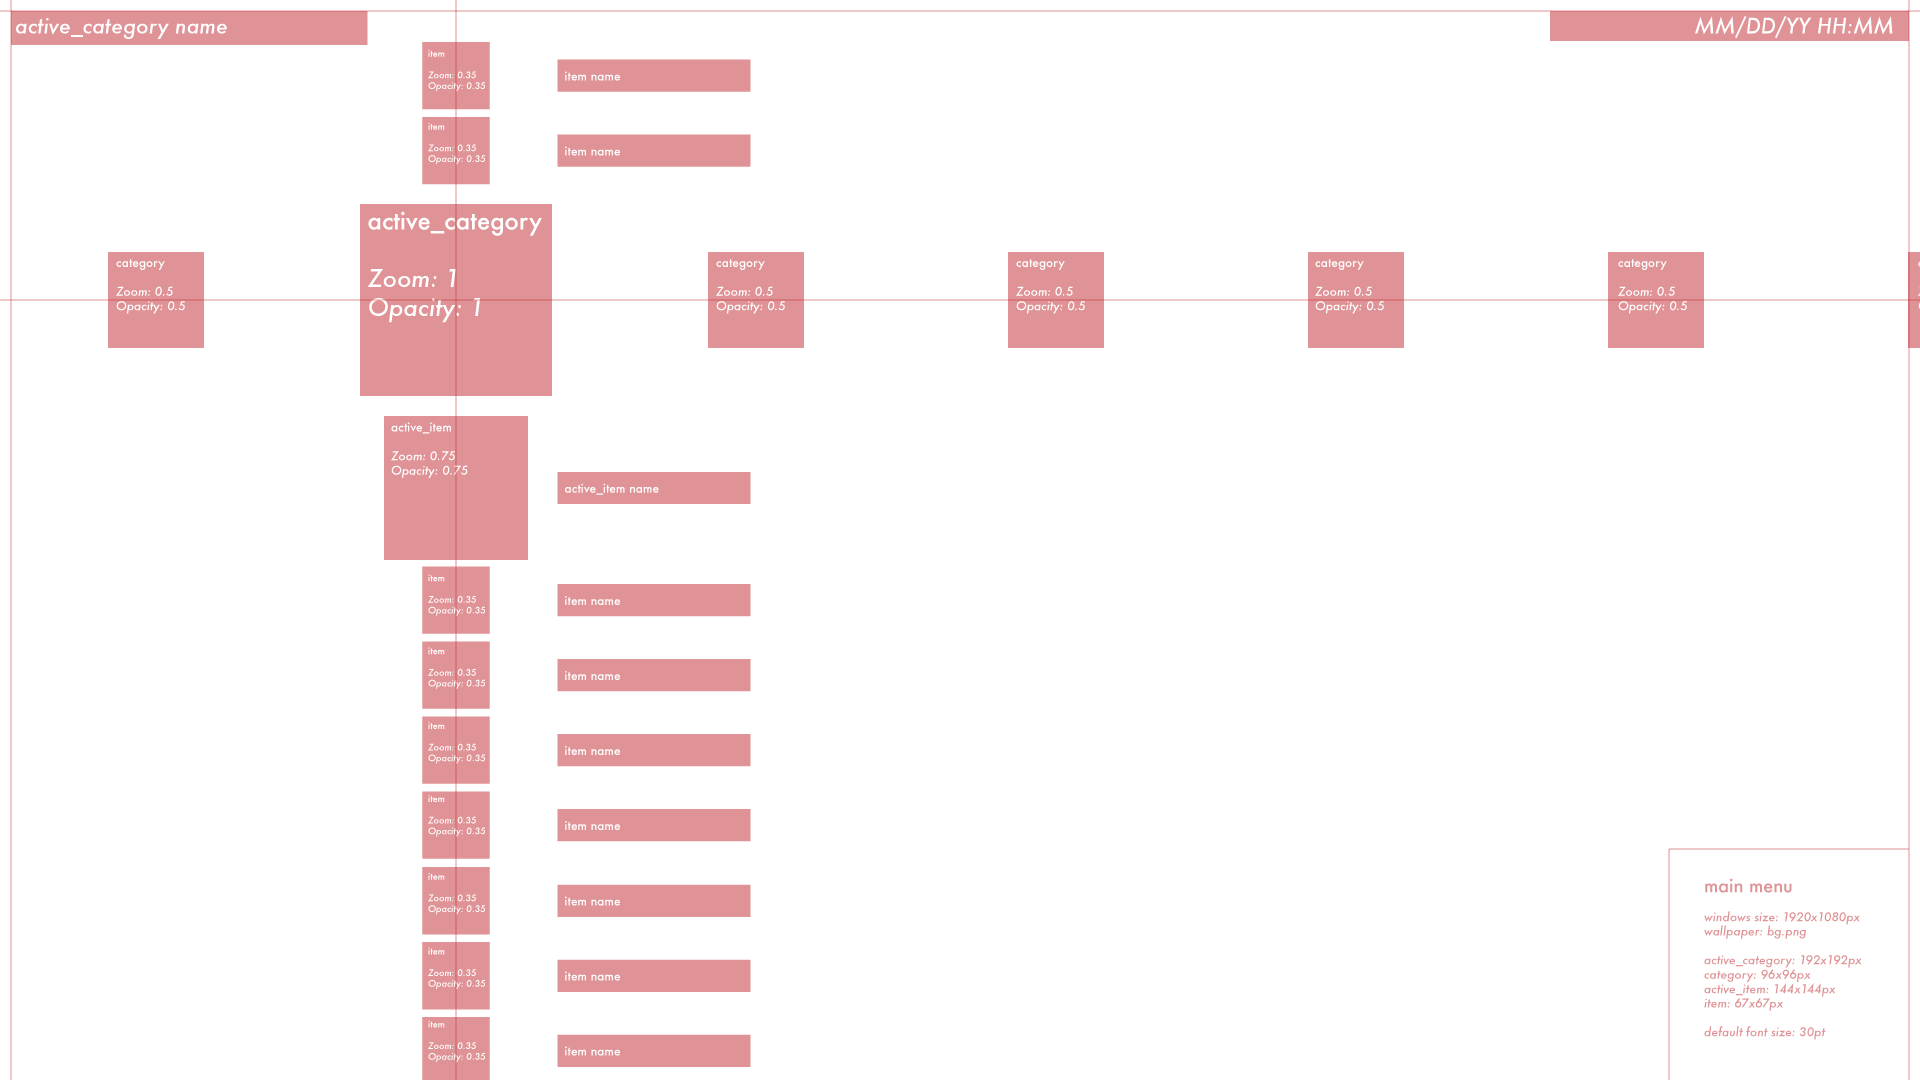 active_category name
MM/DD/YY HH:MM
item
Zoom: 0.35
Opacity: 0.35
item name
item
Zoom: 0.35
Opacity: 0.35
item name
category
Zoom: 0.5
Opacity: 0.5
active_category
Zoom: 1
Opacity: 1
category
Zoom: 0.5
Opacity: 0.5
category
Zoom: 0.5
Opacity: 0.5
category
Zoom: 0.5
Opacity: 0.5
category
Zoom: 0.5
Opacity: 0.5
active_item
Zoom: 0.75
Opacity: 0.75
active_item name
item
Zoom: 0.35
Opacity: 0.35
item name
item
Zoom: 0.35
Opacity: 0.35
item name
item
Zoom: 0.35
Opacity: 0.35
item name
item
Zoom: 0.35
Opacity: 0.35
item name
item
Zoom: 0.35
Opacity: 0.35
item name
item
Zoom: 0.35
Opacity: 0.35
item name
item
Zoom: 0.35
Opacity: 0.35
item name
main menu
windows size: 1920x1080px
wallpaper: bg.png
active_category: 192x192px
category: 96x96px
active_item: 144x144px
item: 67x67px
default font size: 30pt